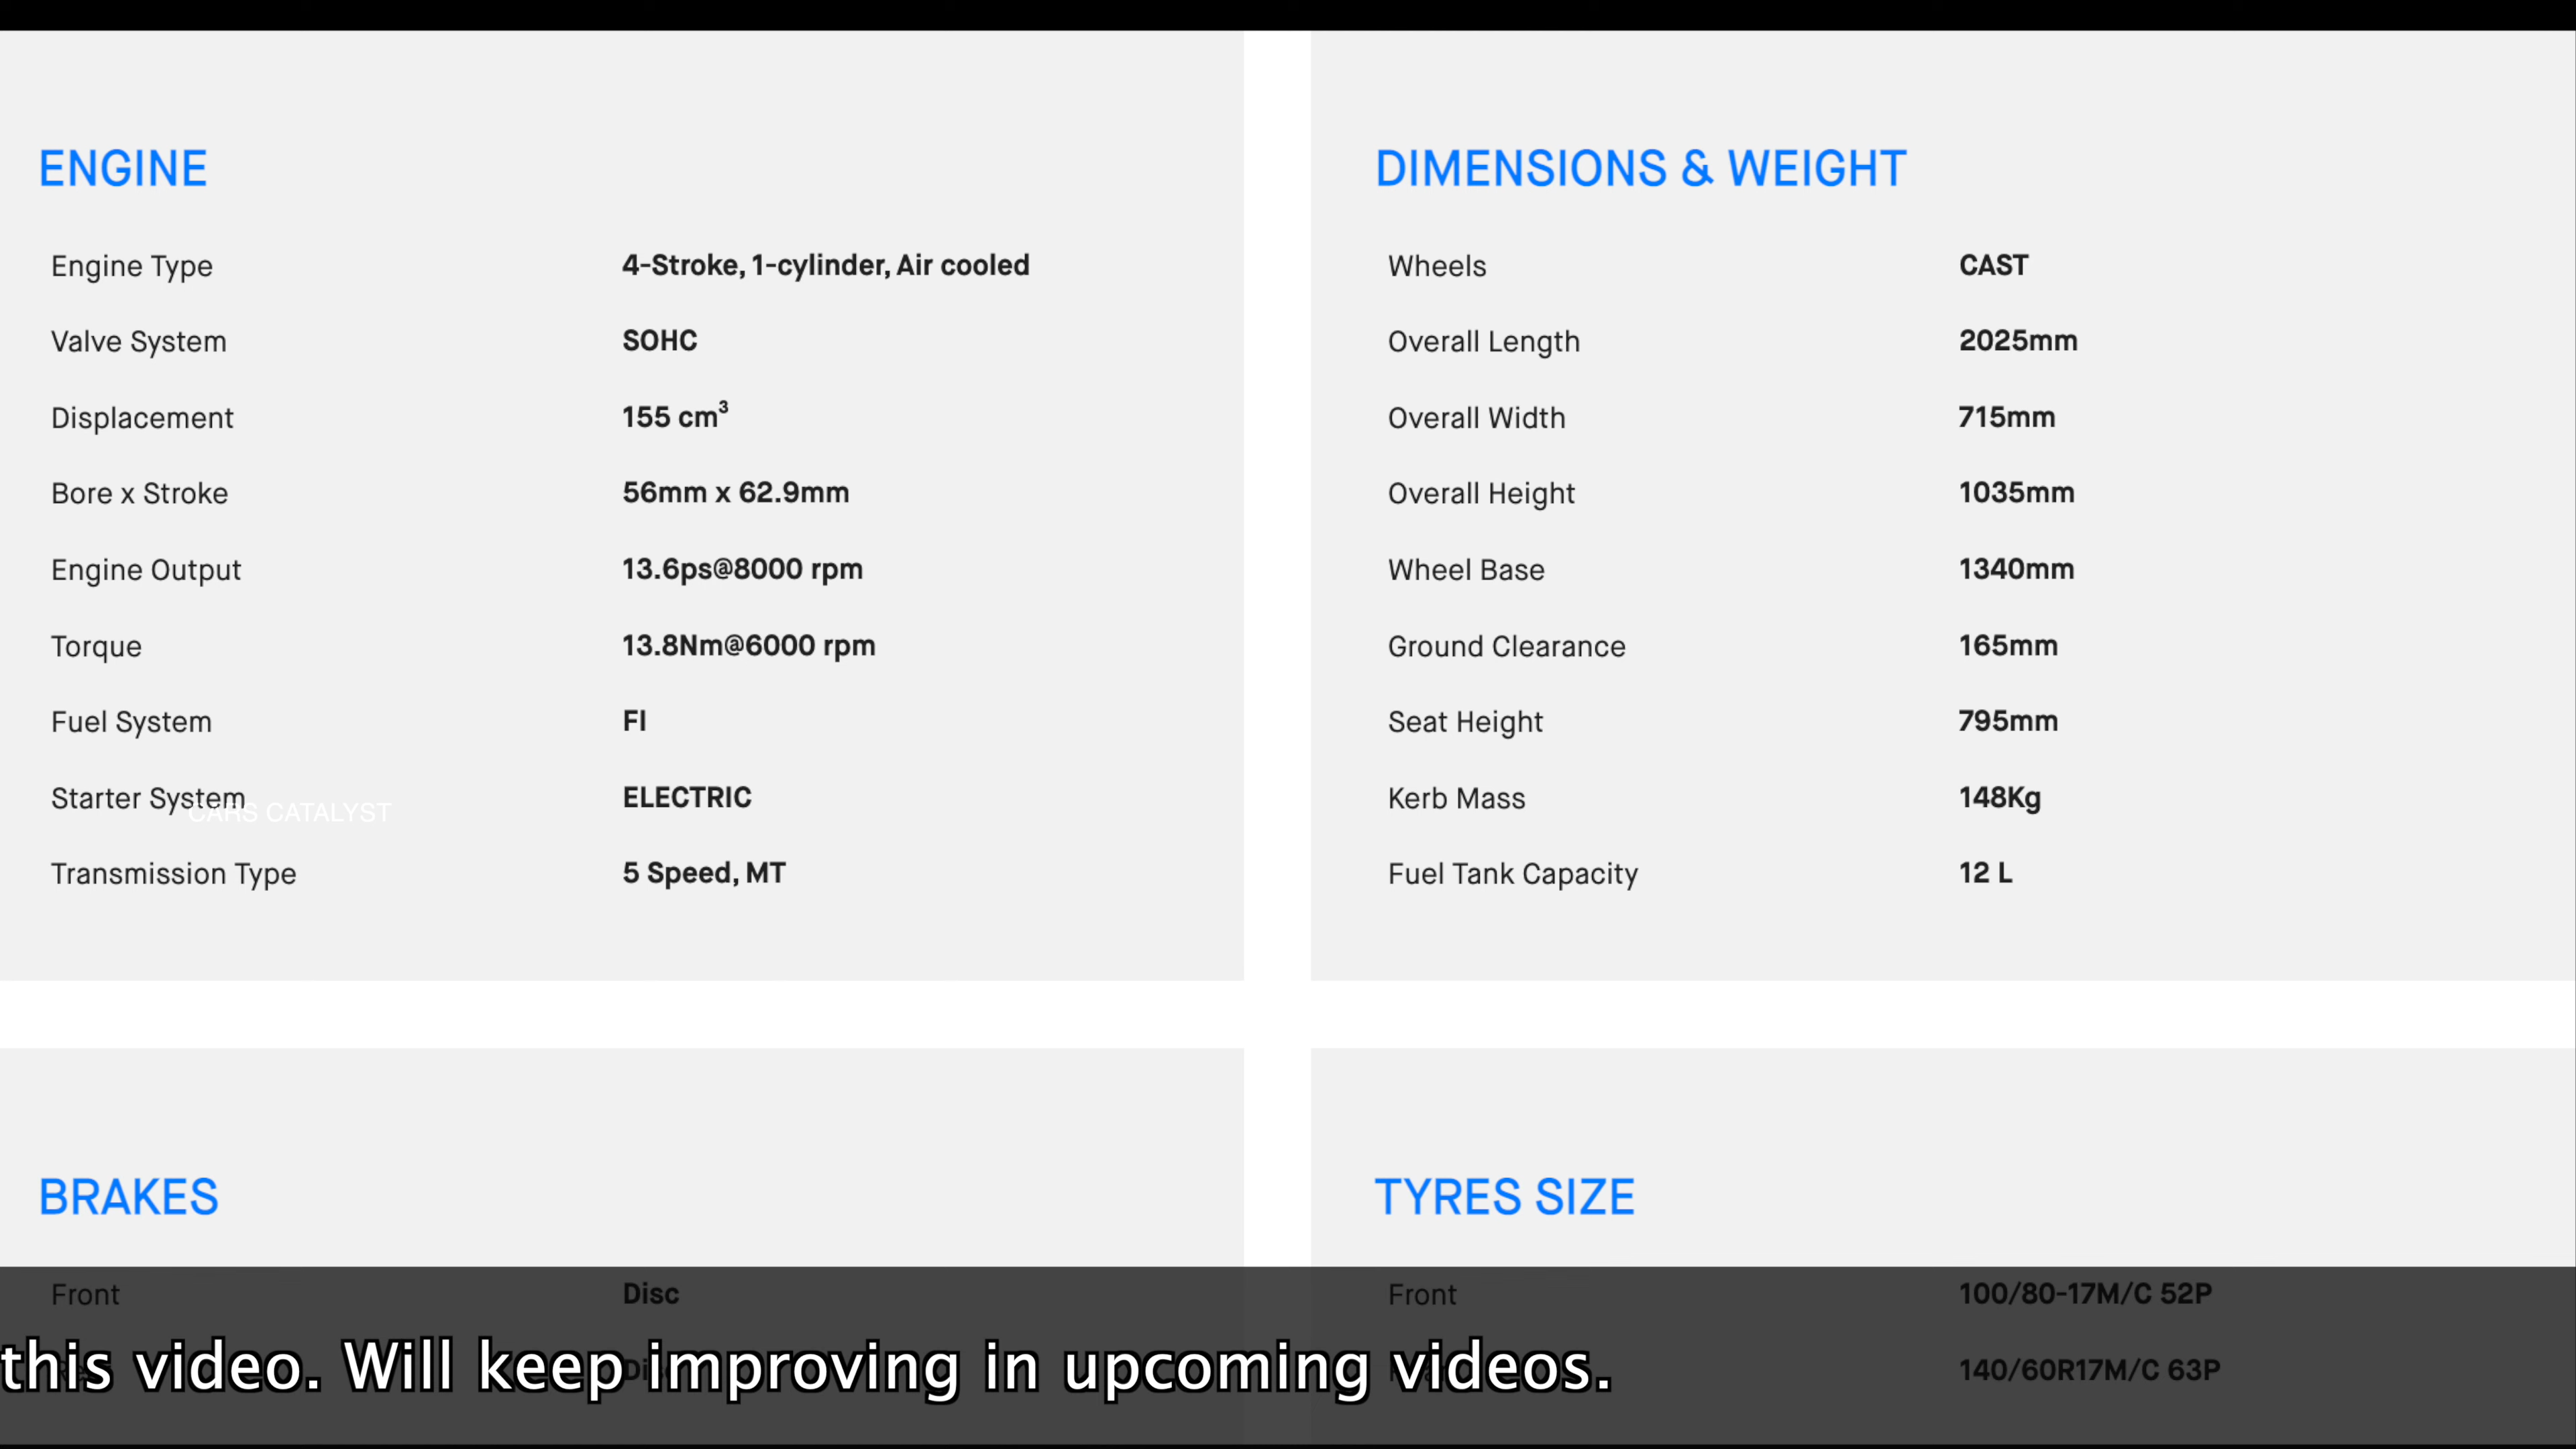 ENGINE
Engine Type 4-Stroke, 1-cylinder, Air cooled
Valve System SOHC
Displacement 155 cm³
Bore x Stroke 56mm x 62.9mm
Engine Output 13.6ps@8000 rpm
Torque 13.8Nm@6000 rpm
Fuel System FI
Starter System ELECTRIC
CARS CATALYST
Transmission Type 5 Speed, MT
DIMENSIONS & WEIGHT
Wheels CAST
Overall Length 2025mm
Overall Width 715mm
Overall Height 1035mm
Wheel Base 1340mm
Ground Clearance 165mm
Seat Height 795mm
Kerb Mass 148Kg
Fuel Tank Capacity 12 L
BRAKES
Front Disc
TYRES SIZE
Front 100/80-17M/C 52P
140/60R17M/C 63P
this video. Will keep improving in upcoming videos.